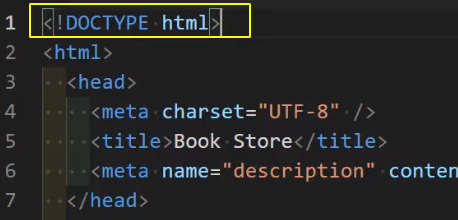 1 <!DOCTYPE html>
2 <html>
3 <head>
4 <meta charset="UTF-8" />
5 <title>Book Store</title>
6 <meta name="description" conten
7 </head>